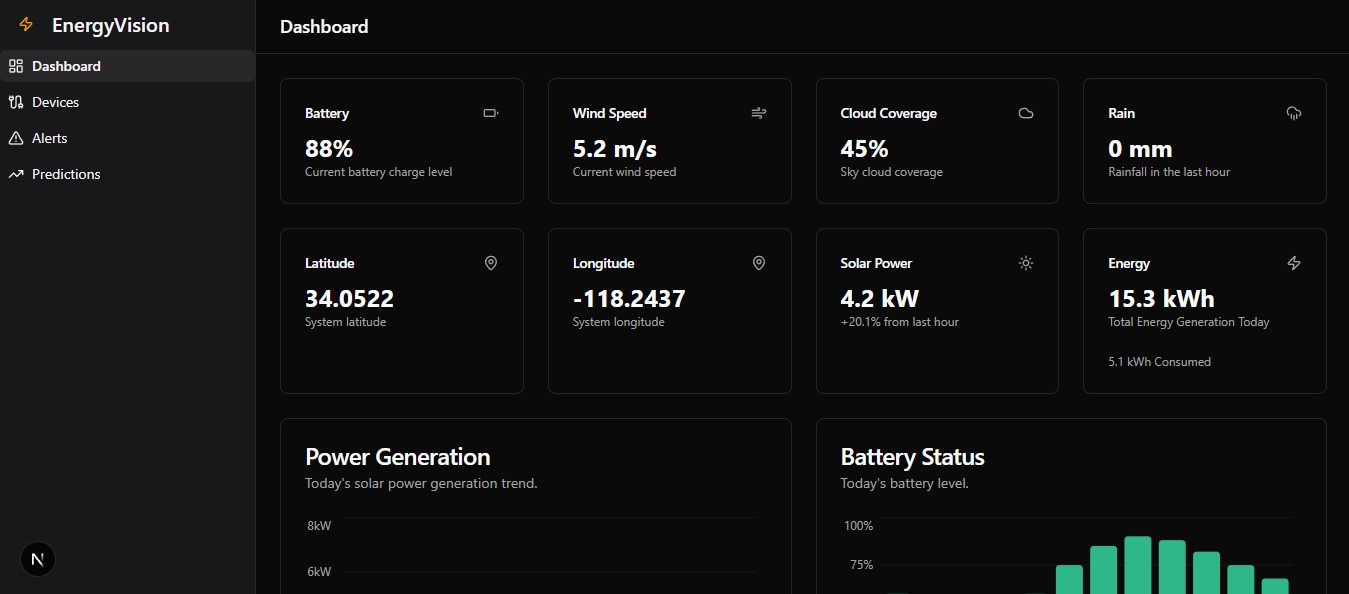 EnergyVision
Dashboard
Devices
Alerts
Predictions
N
Dashboard
Battery
88%
Current battery charge level
Wind Speed
5.2 m/s
Current wind speed
Cloud Coverage
45%
Sky cloud coverage
Rain
0 mm
Rainfall in the last hour
Latitude
34.0522
System latitude
Longitude
-118.2437
System longitude
Solar Power
4.2 kW
+20.1% from last hour
Energy
15.3 kWh
Total Energy Generation Today
5.1 kWh Consumed
Power Generation
Today's solar power generation trend.
8kW
6kW
Battery Status
Today's battery level.
100%
75%